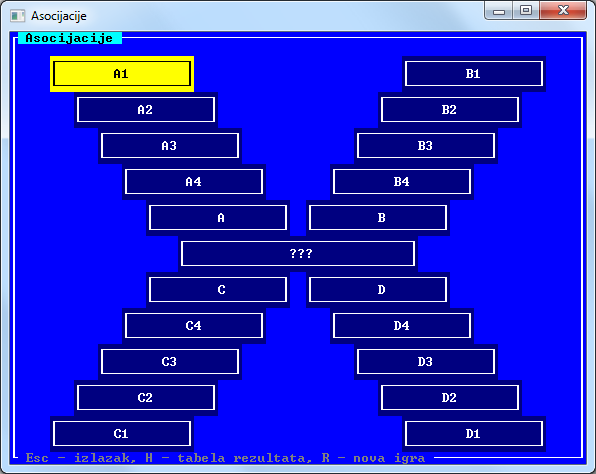 Asocijacije
Asocijacije
A1 B1
A2 B2
A3 B3
A4 B4
A B
???
C D
C4 D4
C3 D3
C2 D2
C1 D1
Esc - izlazak, H - tabela rezultata, R - nova igra